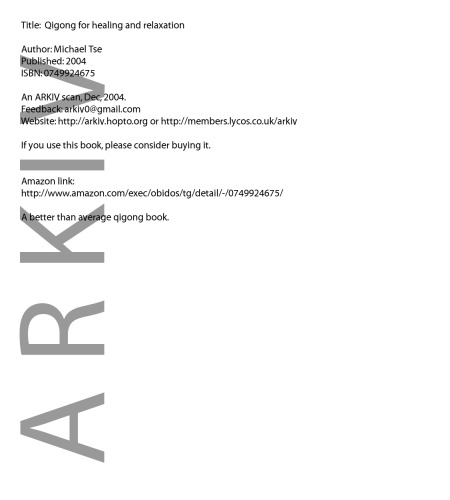 Title: Qigong for healing and relaxation
Author: Michael Tse
Published: 2004
ISBN: 0749924675
An ARKIV scan, Dec, 2004.
Feedback: arkiv0@gmail.com
Website: http://arkiv.hopto.org or http://members.lycos.co.uk/arkiv
If you use this book, please consider buying it.
Amazon link:
http://www.amazon.com/exec/obidos/tg/detail/-/0749924675/
A better than average qigong book.
ARKIV